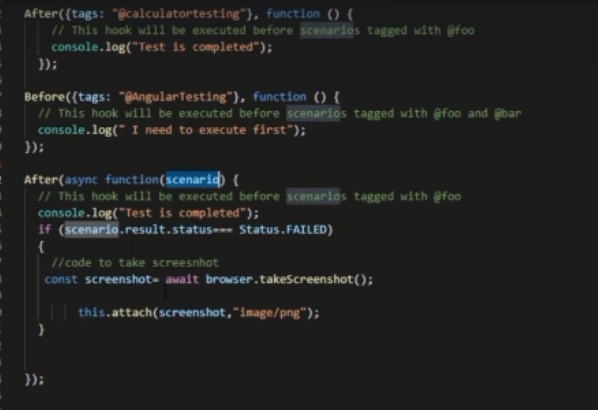 After({tags: "@calculatortesting"}, function () {
// This hook will be executed before scenarios tagged with @foo
console.log("Test is completed");
});
Before({tags: "@AngularTesting"}, function () {
// This hook will be executed before scenarios tagged with @foo and @bar
console.log(" I need to execute first");
});
After(async function(scenario) {
// This hook will be executed before scenarios tagged with @foo
console.log("Test is completed");
if (scenario.result.status=== Status.FAILED)
{
//code to take screesnhot
const screenshot= await browser.takeScreenshot();
this.attach(screenshot,"image/png");
}
});